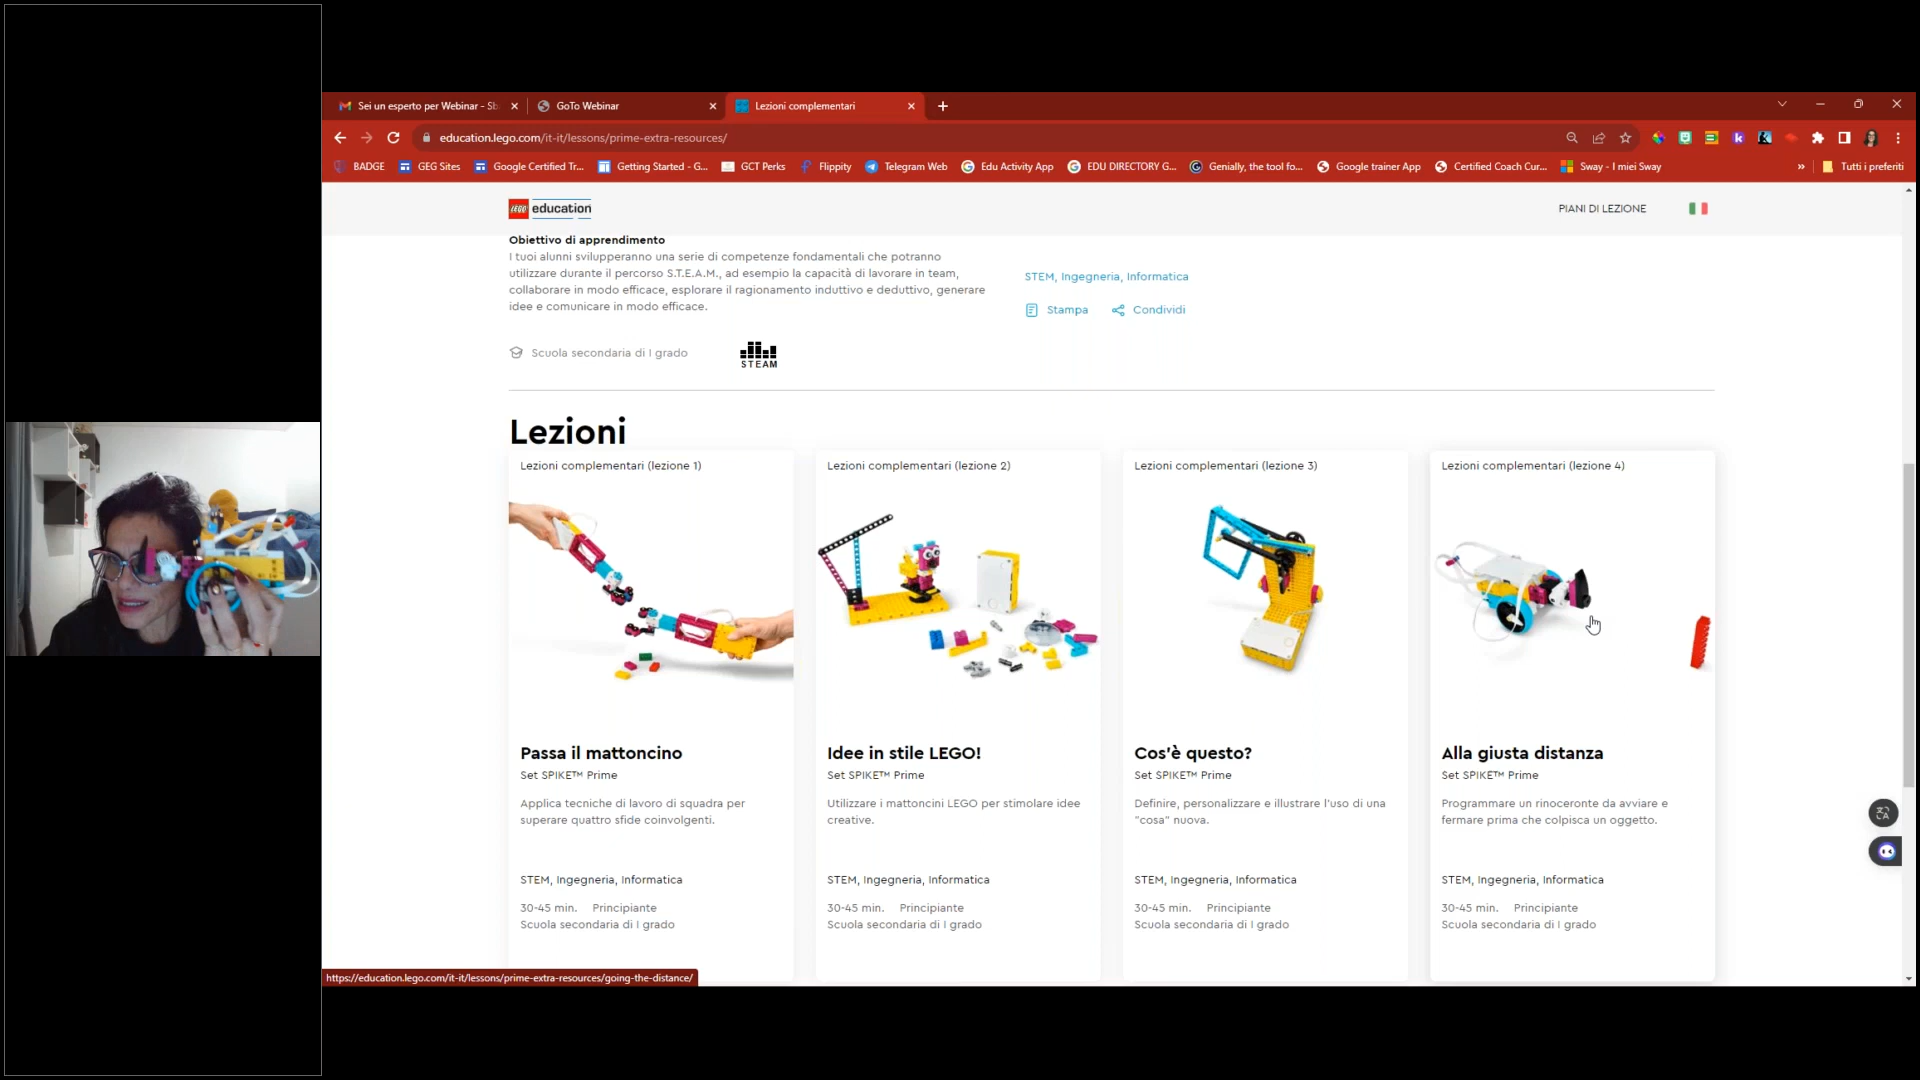 Sei un esperto per Webinar - Sb
GoTo Webinar
Lezioni complementari
education.lego.com/it-it/lessons/prime-extra-resources/
BADGE
GEG Sites
Google Certified Tr...
Getting Started - G...
GCT Perks
Flippity
Telegram Web
Edu Activity App
EDU DIRECTORY G...
Genially, the tool fo...
Google trainer App
Certified Coach Cur...
Sway - I miei Sway
»
Tutti i preferiti
LEGO education
PIANI DI LEZIONE
Obiettivo di apprendimento
I tuoi alunni svilupperanno una serie di competenze fondamentali che potranno
utilizzare durante il percorso S.T.E.A.M., ad esempio la capacità di lavorare in team,
collaborare in modo efficace, esplorare il ragionamento induttivo e deduttivo, generare
idee e comunicare in modo efficace.
STEM, Ingegneria, Informatica
Stampa
Condividi
Scuola secondaria di I grado
STEAM
Lezioni
Lezioni complementari (lezione 1)
Passa il mattoncino
Set SPIKE™ Prime
Applica tecniche di lavoro di squadra per
superare quattro sfide coinvolgenti.
STEM, Ingegneria, Informatica
30-45 min. Principiante
Scuola secondaria di I grado
Lezioni complementari (lezione 2)
Idee in stile LEGO!
Set SPIKE™ Prime
Utilizzare i mattoncini LEGO per stimolare idee
creative.
STEM, Ingegneria, Informatica
30-45 min. Principiante
Scuola secondaria di I grado
Lezioni complementari (lezione 3)
Cos'è questo?
Set SPIKE™ Prime
Definire, personalizzare e illustrare l'uso di una
"cosa" nuova.
STEM, Ingegneria, Informatica
30-45 min. Principiante
Scuola secondaria di I grado
Lezioni complementari (lezione 4)
Alla giusta distanza
Set SPIKE™ Prime
Programmare un rinoceronte da avviare e
fermare prima che colpisca un oggetto.
STEM, Ingegneria, Informatica
30-45 min. Principiante
Scuola secondaria di I grado
https://education.lego.com/it-it/lessons/prime-extra-resources/going-the-distance/